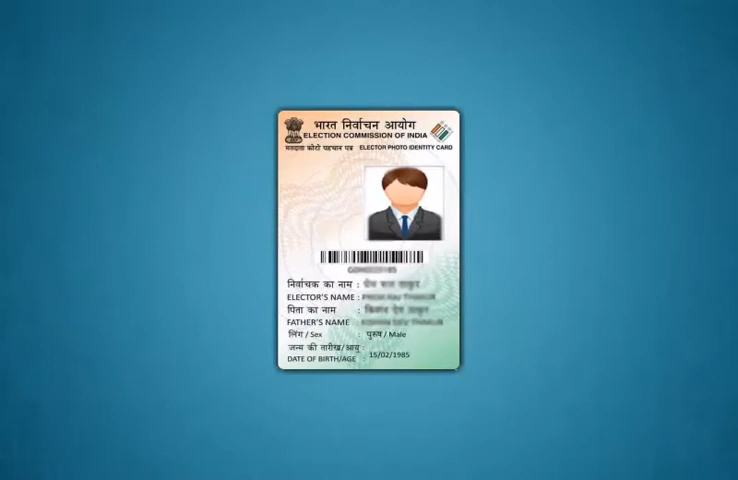 भारत निर्वाचन आयोग
ELECTION COMMISSION OF INDIA
मतदाता फोटो पहचान पत्र ELECTOR PHOTO IDENTITY CARD
निर्वाचक का नाम :
ELECTOR'S NAME :
पिता का नाम :
FATHER'S NAME :
लिंग / Sex : पुरुष / Male
जन्म की तारीख/आयु :
DATE OF BIRTH/AGE : 15/02/1985